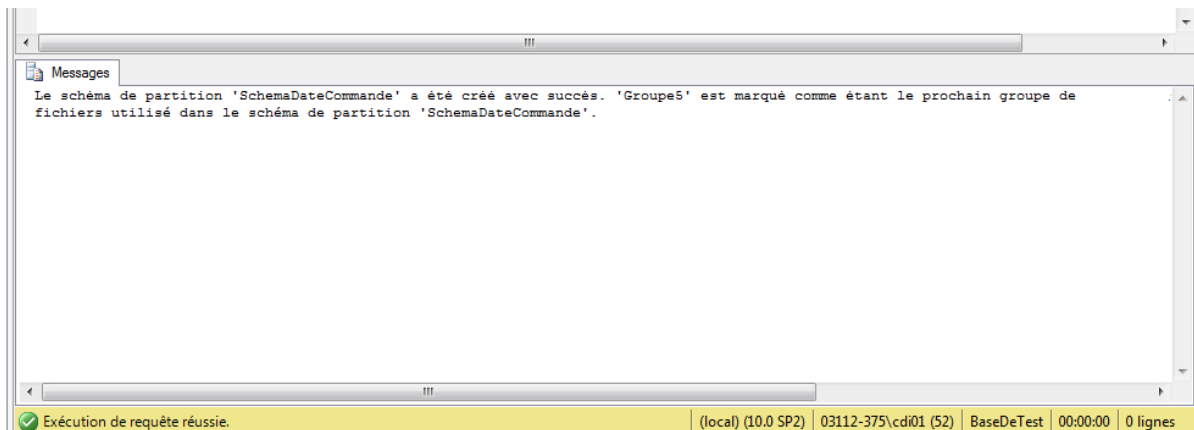 Messages
Le schéma de partition 'SchemaDateCommande' a été créé avec succès. 'Groupe5' est marqué comme étant le prochain groupe de
fichiers utilisé dans le schéma de partition 'SchemaDateCommande'.
Exécution de requête réussie. (local) (10.0 SP2) 03112-375\cdi01 (52) BaseDeTest 00:00:00 0 lignes